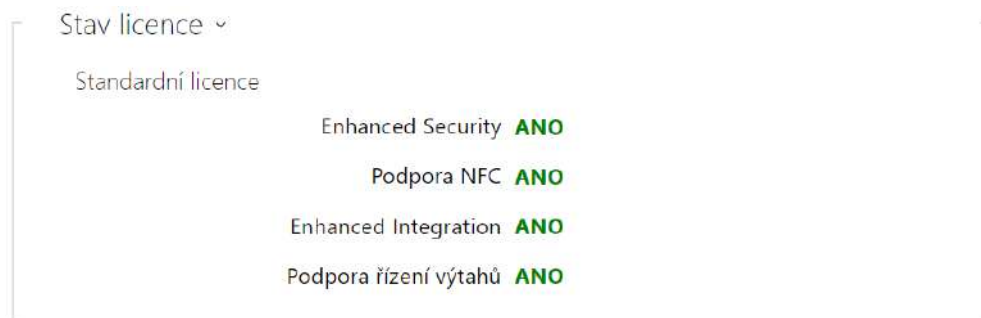 Stav licence
Standardní licence
Enhanced Security ANO
Podpora NFC ANO
Enhanced Integration ANO
Podpora řízení výtahů ANO